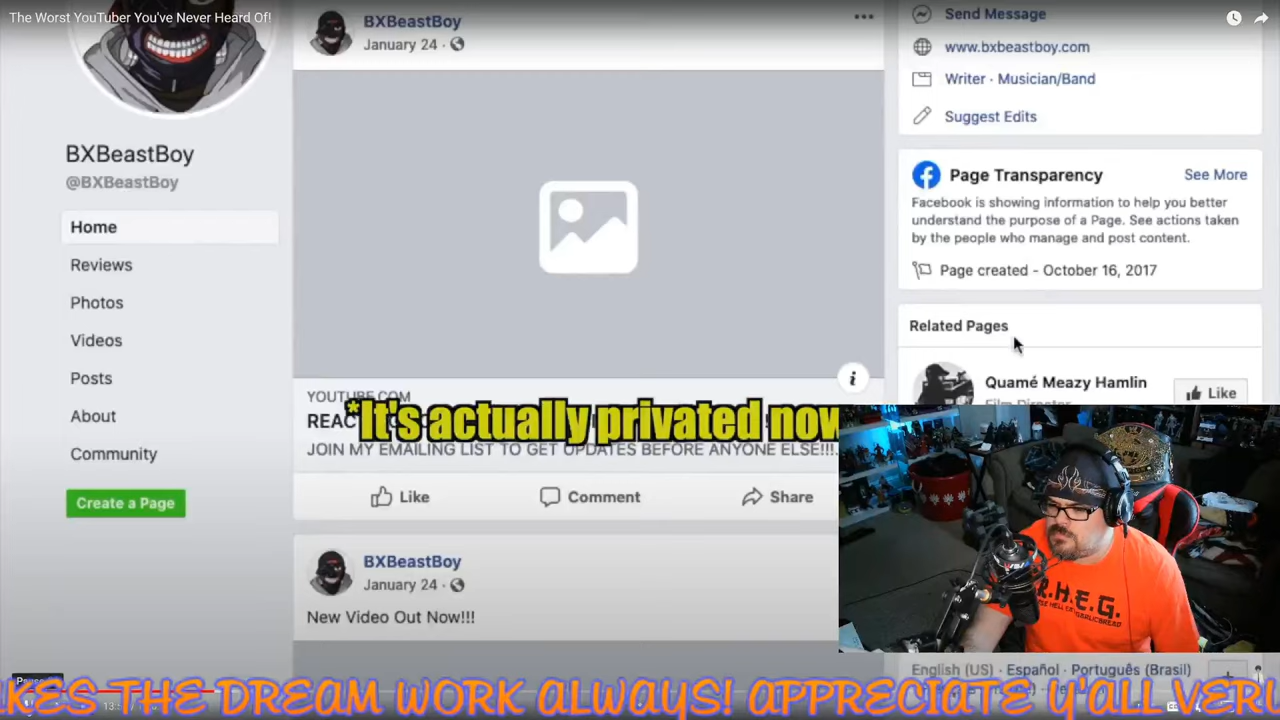 The Worst YouTuber You've Never Heard Of!
BXBeastBoy
@BXBeastBoy
Home
Reviews
Photos
Videos
Posts
About
Community
Create a Page
BXBeastBoy
January 24
YOUTUBE.COM
REAC
*It's actually privated now
JOIN MY EMAILING LIST TO GET UPDATES BEFORE ANYONE ELSE!!!.
Like Comment Share
BXBeastBoy
January 24
New Video Out Now!!!
Send Message
www.bxbeastboy.com
Writer · Musician/Band
Suggest Edits
Page Transparency See More
Facebook is showing information to help you better
understand the purpose of a Page. See actions taken
by the people who manage and post content.
Page created - October 16, 2017
Related Pages
Quamé Meazy Hamlin
Film Director
Like
R.H.E.G.
English (US) · Español · Português (Brasil)
KES THE DREAM WORK ALWAYS! APPRECIATE Y'ALL VERY